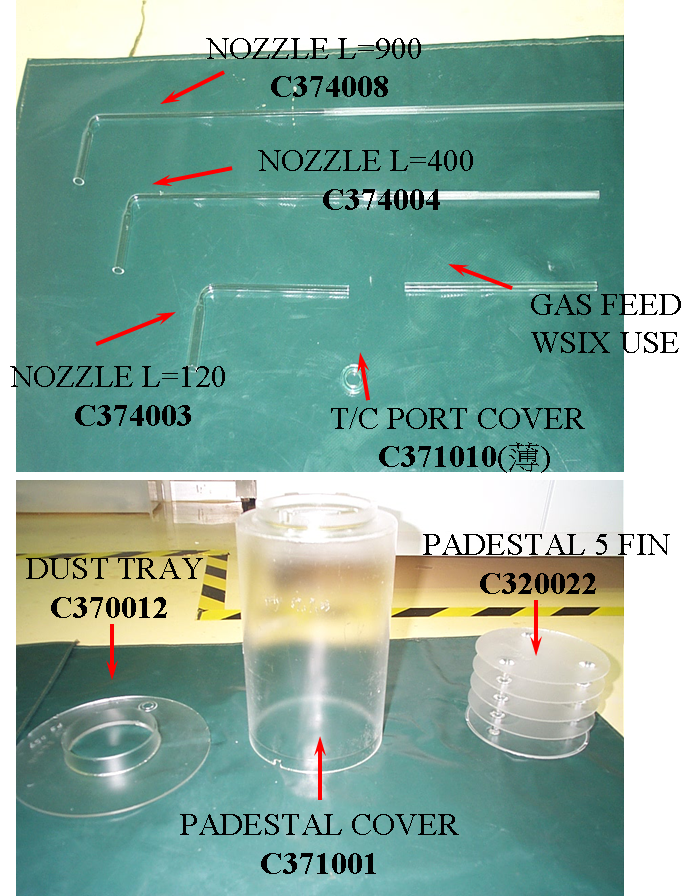 NOZZLE L=900
C374008
NOZZLE L=400
C374004
GAS FEED
WSIX USE
NOZZLE L=120
C374003
T/C PORT COVER
C371010(薄)
PADESTAL 5 FIN
C320022
DUST TRAY
C370012
PADESTAL COVER
C371001